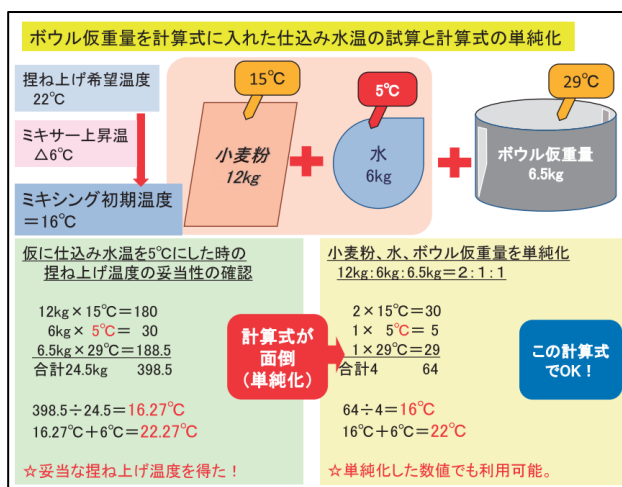 ボウル仮重量を計算式に入れた仕込み水温の試算と計算式の単純化
捏ね上げ希望温度
22℃
ミキサー上昇温
△6℃
ミキシング初期温度
=16℃
15℃
小麦粉
12kg
5℃
水
6kg
29℃
ボウル仮重量
6.5kg
仮に仕込み水温を5℃にした時の
捏ね上げ温度の妥当性の確認
12kg×15℃=180
6kg× 5℃= 30
6.5kg×29℃=188.5
合計24.5kg 398.5
398.5÷24.5=16.27℃
16.27℃+6℃=22.27℃
☆妥当な捏ね上げ温度を得た！
計算式が
面倒
(単純化)
小麦粉、水、ボウル仮重量を単純化
12kg:6kg:6.5kg=2:1:1
2×15℃=30
1× 5℃= 5
1×29℃=29
合計4 64
64÷4=16℃
16℃+6℃=22℃
☆単純化した数値でも利用可能。
この計算式
でOK！